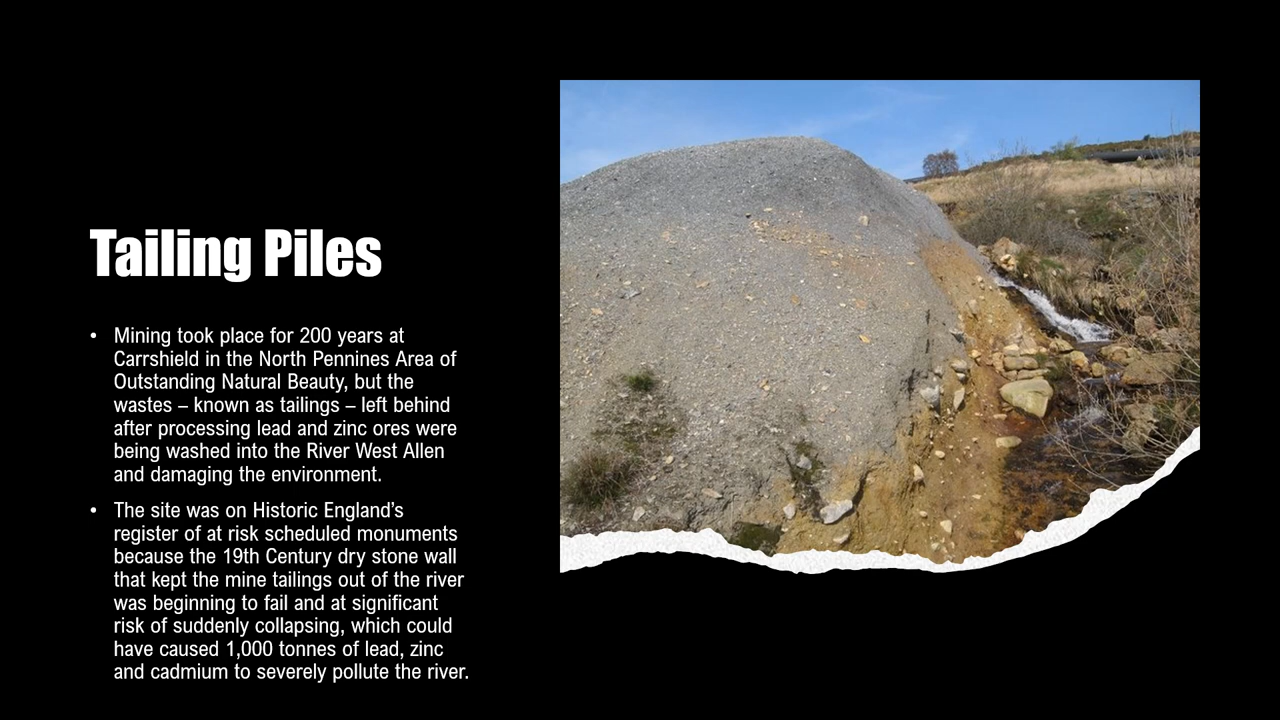 Tailing Piles
• Mining took place for 200 years at
Carrshield in the North Pennines Area of
Outstanding Natural Beauty, but the
wastes – known as tailings – left behind
after processing lead and zinc ores were
being washed into the River West Allen
and damaging the environment.
• The site was on Historic England’s
register of at risk scheduled monuments
because the 19th Century dry stone wall
that kept the mine tailings out of the river
was beginning to fail and at significant
risk of suddenly collapsing, which could
have caused 1,000 tonnes of lead, zinc
and cadmium to severely pollute the river.